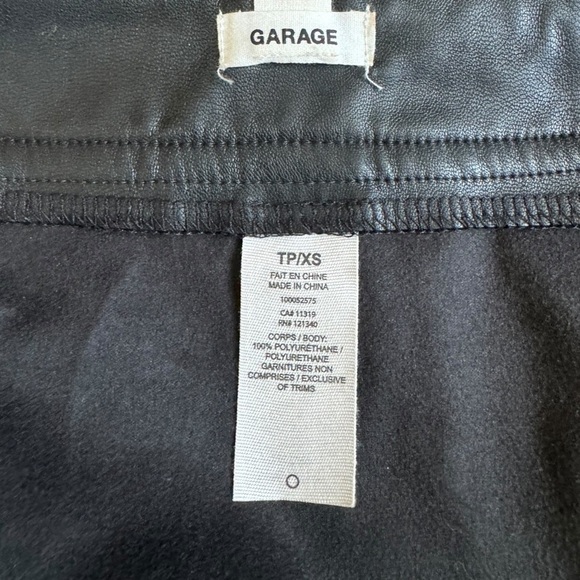 GARAGE
TP/XS
FAIT EN CHINE
MADE IN CHINA
100052575
CA# 11319
RN# 121340
CORPS / BODY:
100% POLYURÉTHANE /
POLYURETHANE
GARNITURES NON
COMPRISES / EXCLUSIVE
OF TRIMS